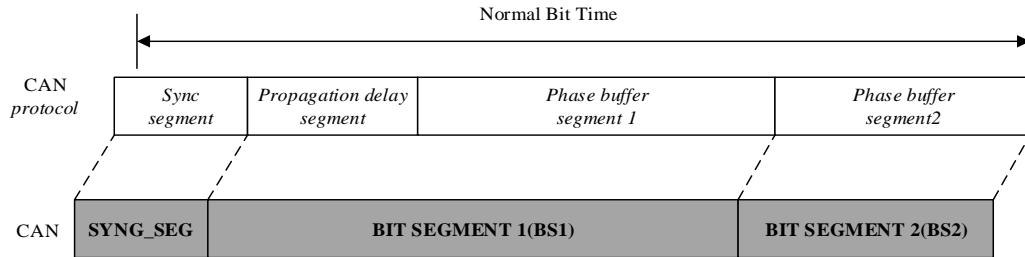 Normal Bit Time
CAN
protocol
Sync
segment
Propagation delay
segment
Phase buffer
segment 1
Phase buffer
segment2
CAN
SYNG_SEG
BIT SEGMENT 1(BS1)
BIT SEGMENT 2(BS2)